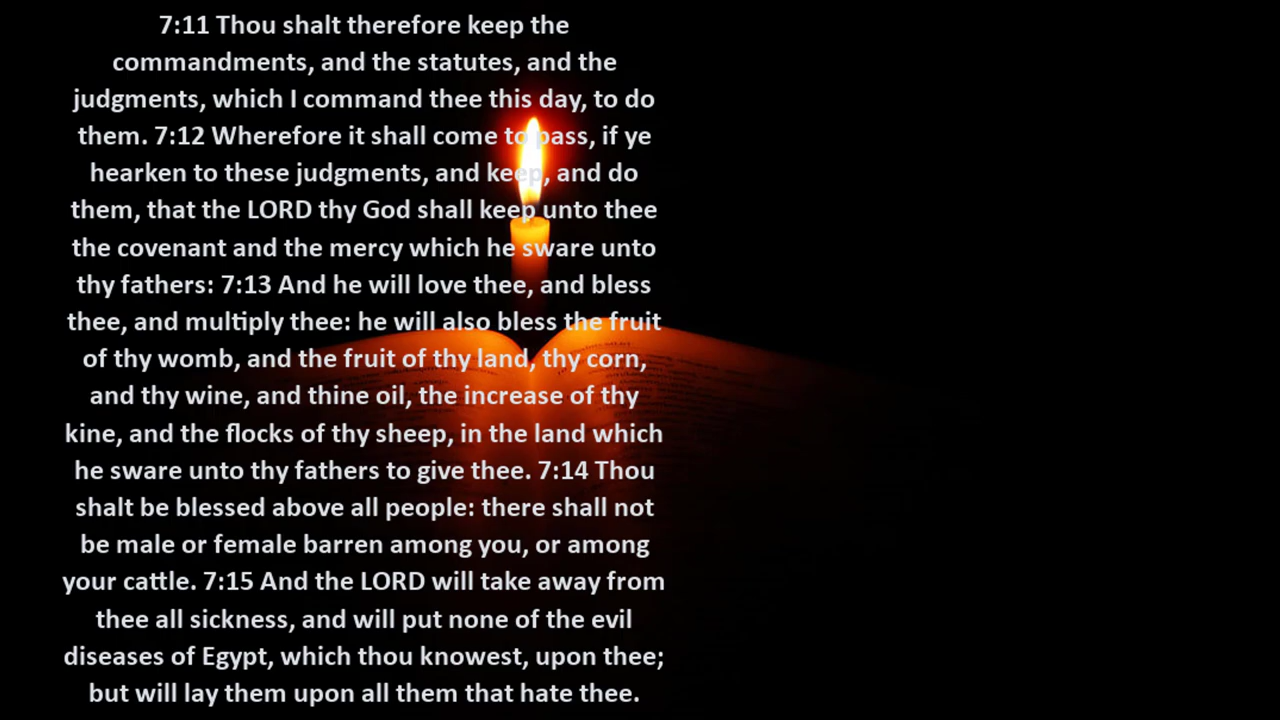 7:11 Thou shalt therefore keep the
commandments, and the statutes, and the
judgments, which I command thee this day, to do
them. 7:12 Wherefore it shall come to pass, if ye
hearken to these judgments, and keep, and do
them, that the LORD thy God shall keep unto thee
the covenant and the mercy which he sware unto
thy fathers: 7:13 And he will love thee, and bless
thee, and multiply thee: he will also bless the fruit
of thy womb, and the fruit of thy land, thy corn,
and thy wine, and thine oil, the increase of thy
kine, and the flocks of thy sheep, in the land which
he sware unto thy fathers to give thee. 7:14 Thou
shalt be blessed above all people: there shall not
be male or female barren among you, or among
your cattle. 7:15 And the LORD will take away from
thee all sickness, and will put none of the evil
diseases of Egypt, which thou knowest, upon thee;
but will lay them upon all them that hate thee.